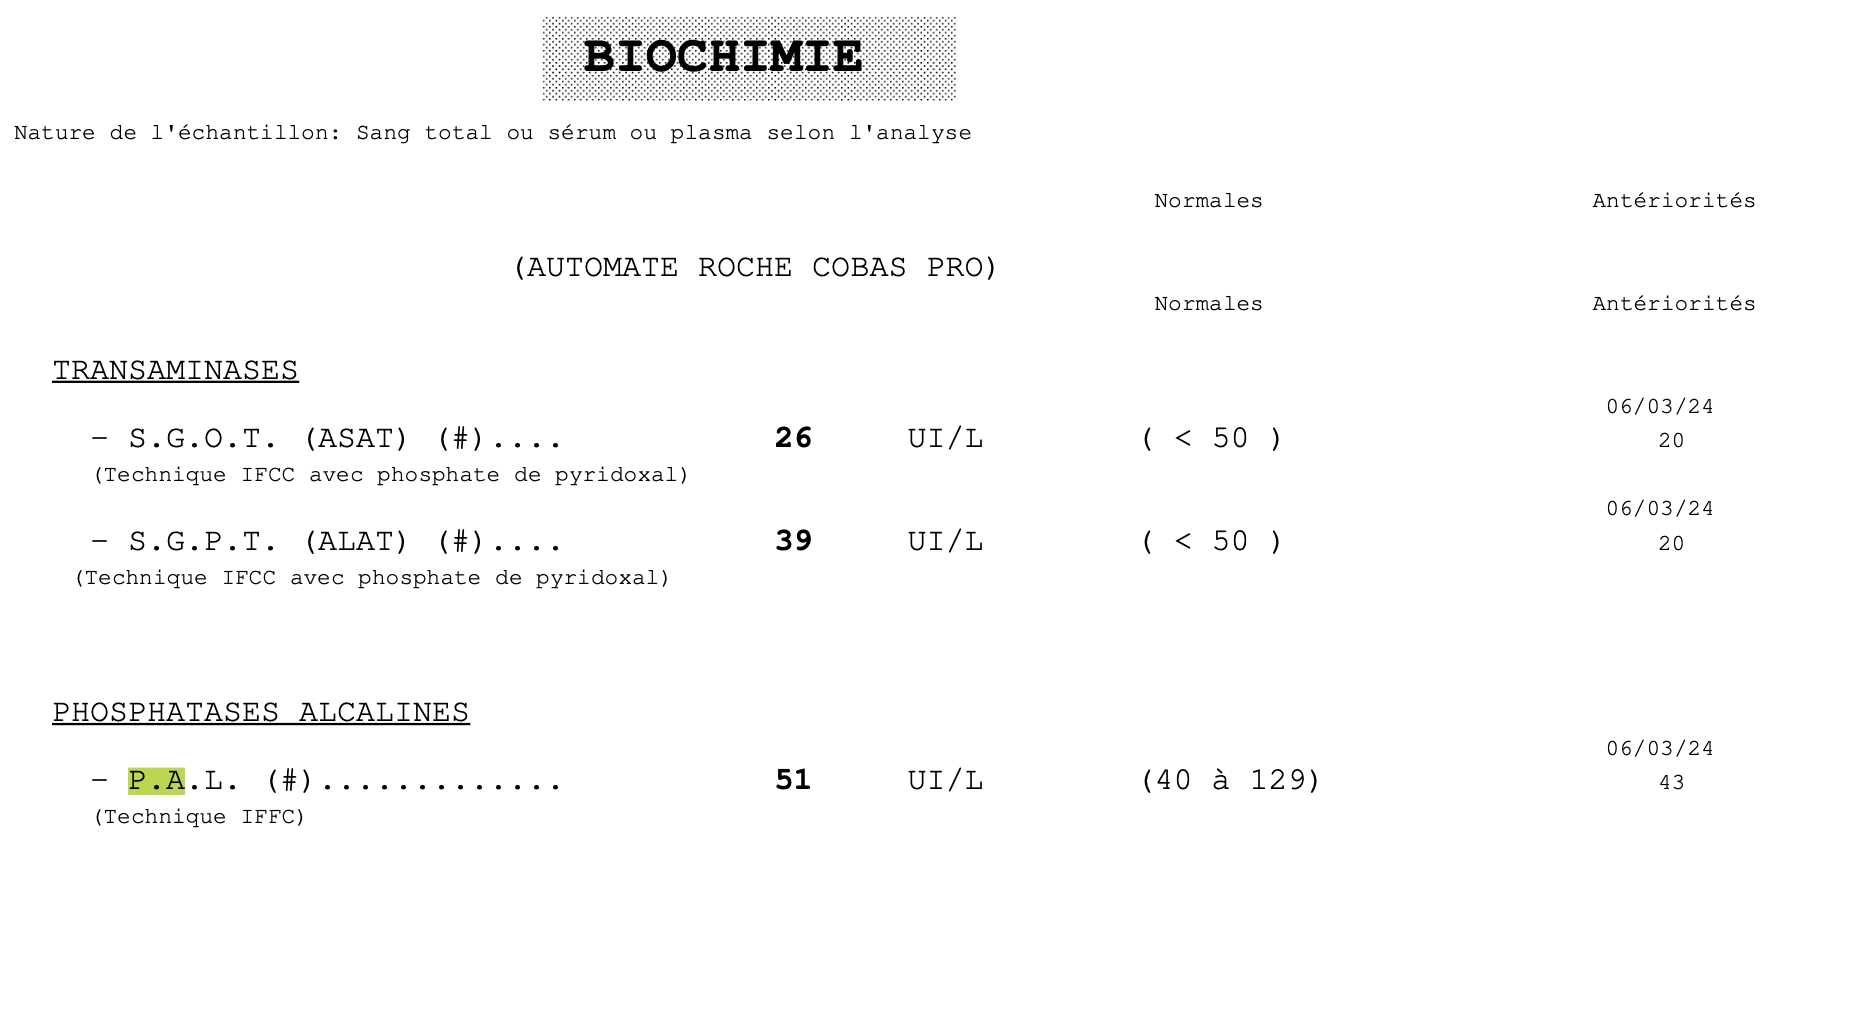 BIOCHIMIE
Nature de l'échantillon: Sang total ou sérum ou plasma selon l'analyse
Normales Antériorités
(AUTOMATE ROCHE COBAS PRO)
Normales Antériorités
TRANSAMINASES
06/03/24
- S.G.O.T. (ASAT) (#).... 26 UI/L ( < 50 ) 20
(Technique IFCC avec phosphate de pyridoxal)
06/03/24
- S.G.P.T. (ALAT) (#).... 39 UI/L ( < 50 ) 20
(Technique IFCC avec phosphate de pyridoxal)
PHOSPHATASES ALCALINES
06/03/24
- P.A.L. (#)............. 51 UI/L (40 à 129) 43
(Technique IFFC)